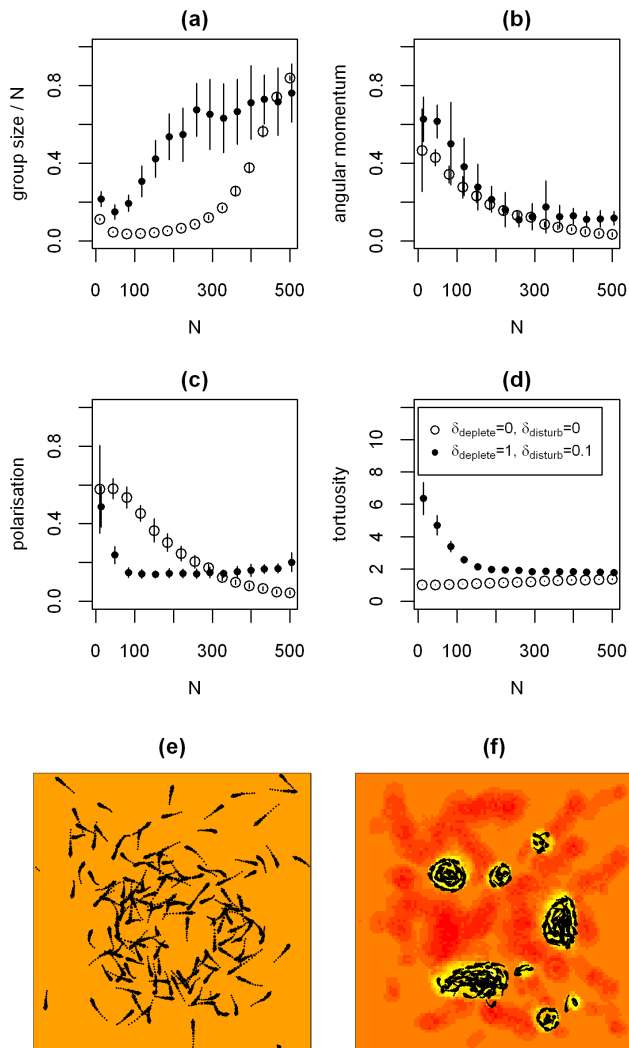 (a)
(b)
group size / N
0.0
0.4
0.8
0
100
300
500
N
angular momentum
0.0
0.4
0.8
0
100
300
500
N
(c)
(d)
polarisation
0.0
0.4
0.8
0
100
300
500
N
tortuosity
0
2
4
6
8
10
12
δdeplete=0, δdisturb=0
δdeplete=1, δdisturb=0.1
0
100
300
500
N
(e)
(f)